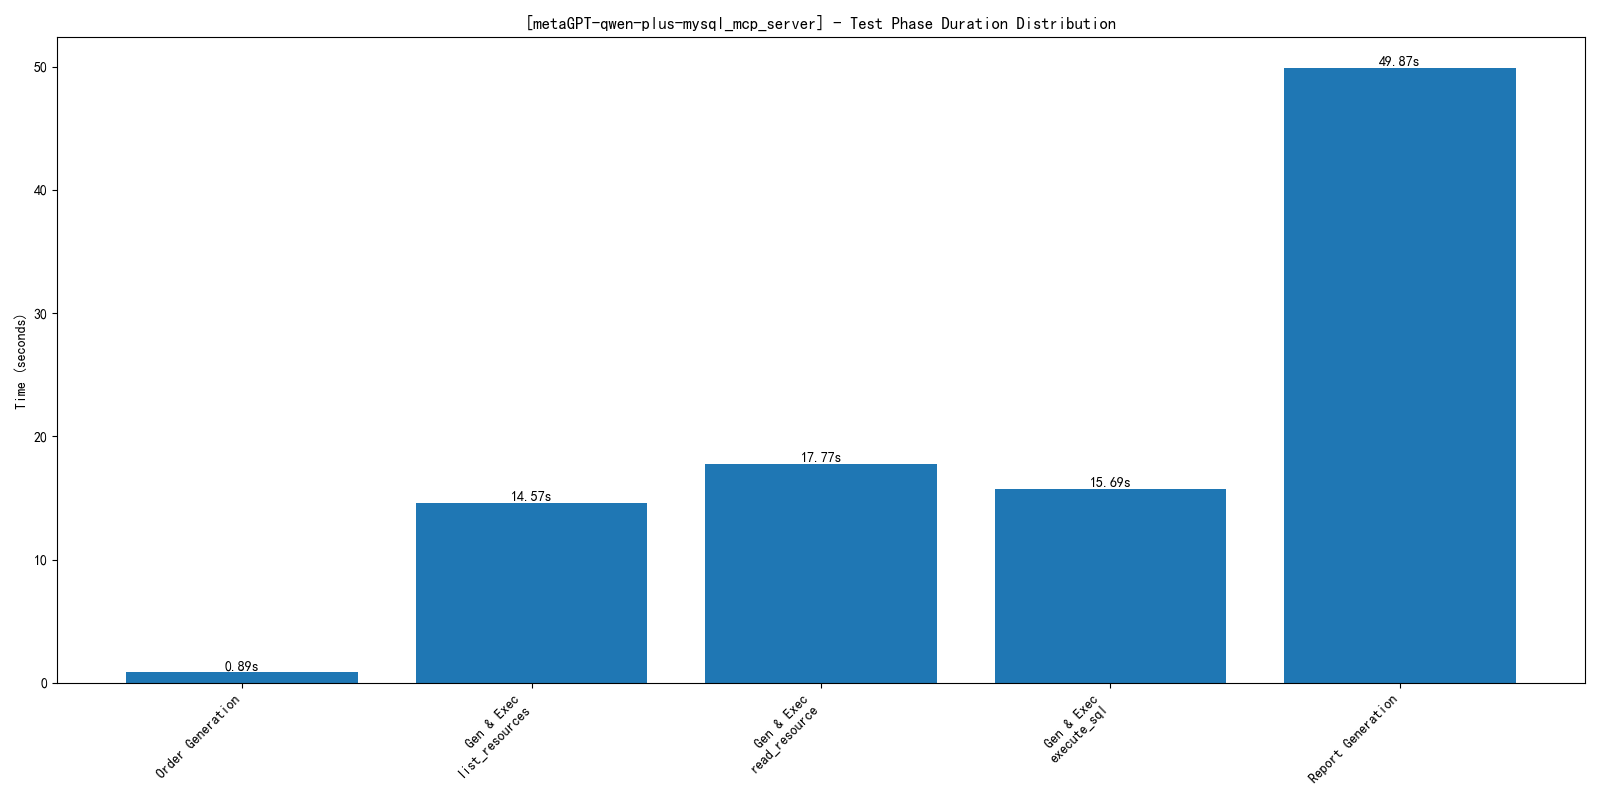 [metaGPT-qwen-plus-mysql_mcp_server] - Test Phase Duration Distribution
Time (seconds)
50
40
30
20
10
0
0.89s
14.57s
17.77s
15.69s
49.87s
Order Generation
Gen & Exec
list_resources
Gen & Exec
read_resource
Gen & Exec
execute_sql
Report Generation